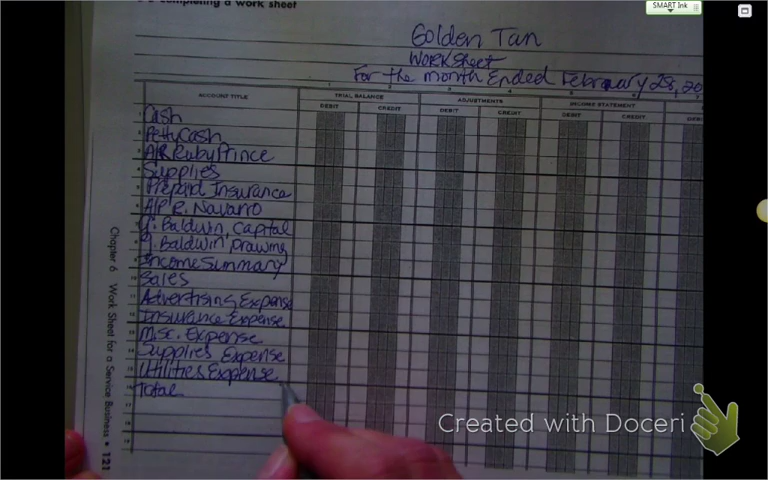 completing a work sheet
SMART Ink
Golden Tan
Worksheet
For the month Ended February 28, 20
ACCOUNT TITLE
TRIAL BALANCE
ADJUSTMENTS
INCOME STATEMENT
DEBIT CREDIT DEBIT CREDIT DEBIT CREDIT
Cash
Petty Cash
A/R Ruby Prince
Supplies
Prepaid Insurance
A/P R. Navarro
Baldwin, Capital
Baldwin, Drawing
Income Summary
Sales
Advertising Expense
Insurance Expense
Misc. Expense
Supplies Expense
Utilities Expense
Total
Chapter 6 Work Sheet for a Service Business • 121
Created with Doceri